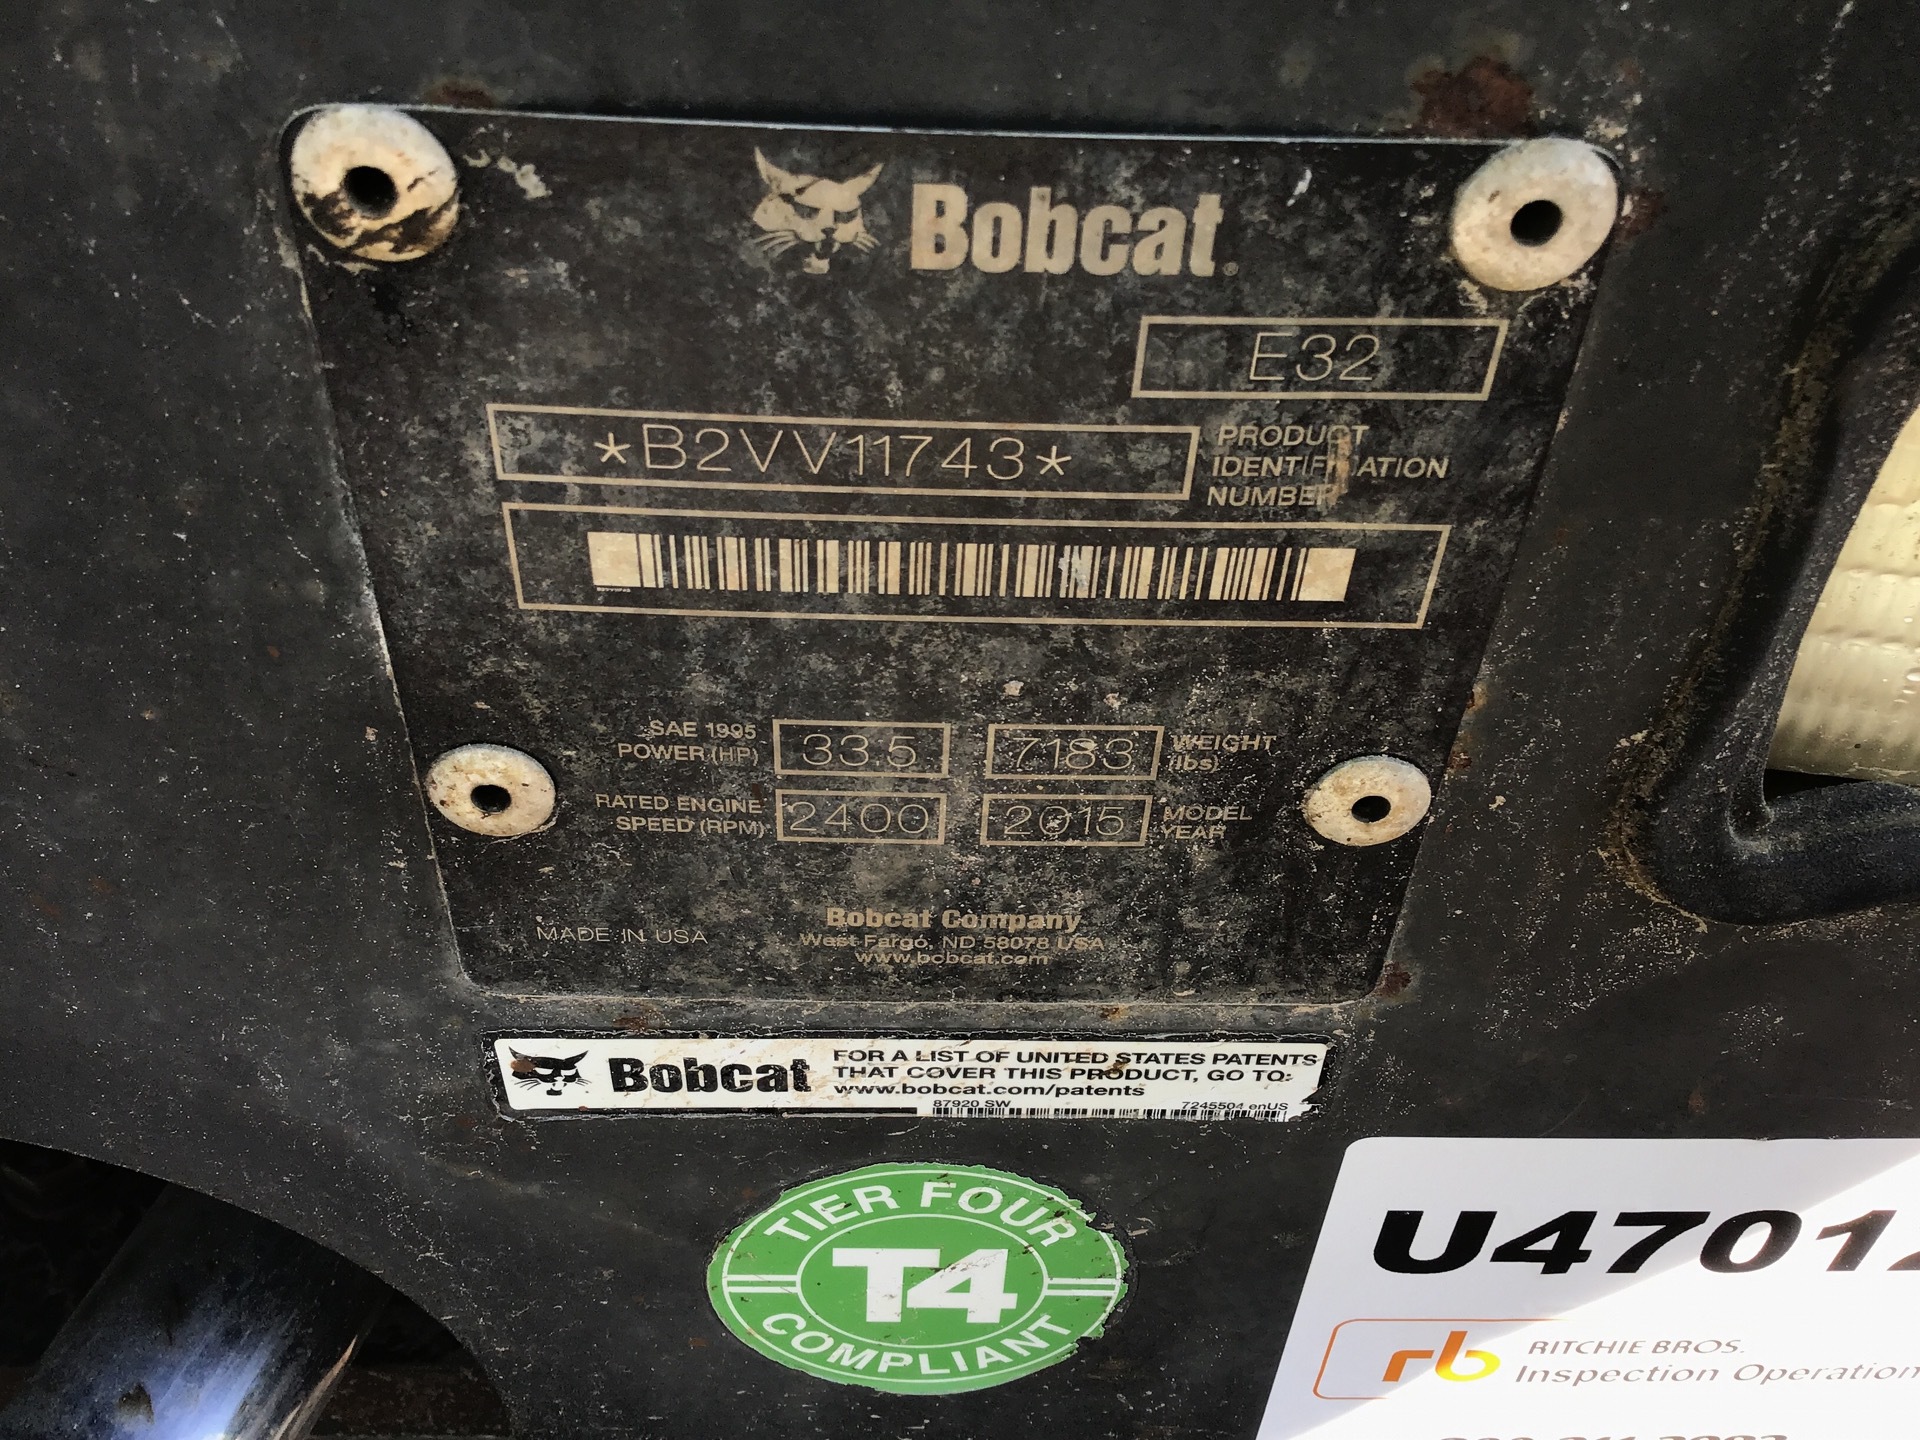 Bobcat®
E32
*B2VV11743*
PRODUCT
IDENTIFICATION
NUMBER
SAE 1995
POWER (HP)
33.5
7183
WEIGHT
(lbs)
RATED ENGINE
SPEED (RPM)
2400
2015
MODEL
YEAR
MADE IN USA
Bobcat Company
West Fargo, ND 58078 USA
www.bobcat.com
Bobcat
FOR A LIST OF UNITED STATES PATENTS
THAT COVER THIS PRODUCT, GO TO:
www.bobcat.com/patents
87920 SW
7245504 enUS
TIER FOUR
T4
COMPLIANT
U4701
rb
RITCHIE BROS.
Inspection Operation